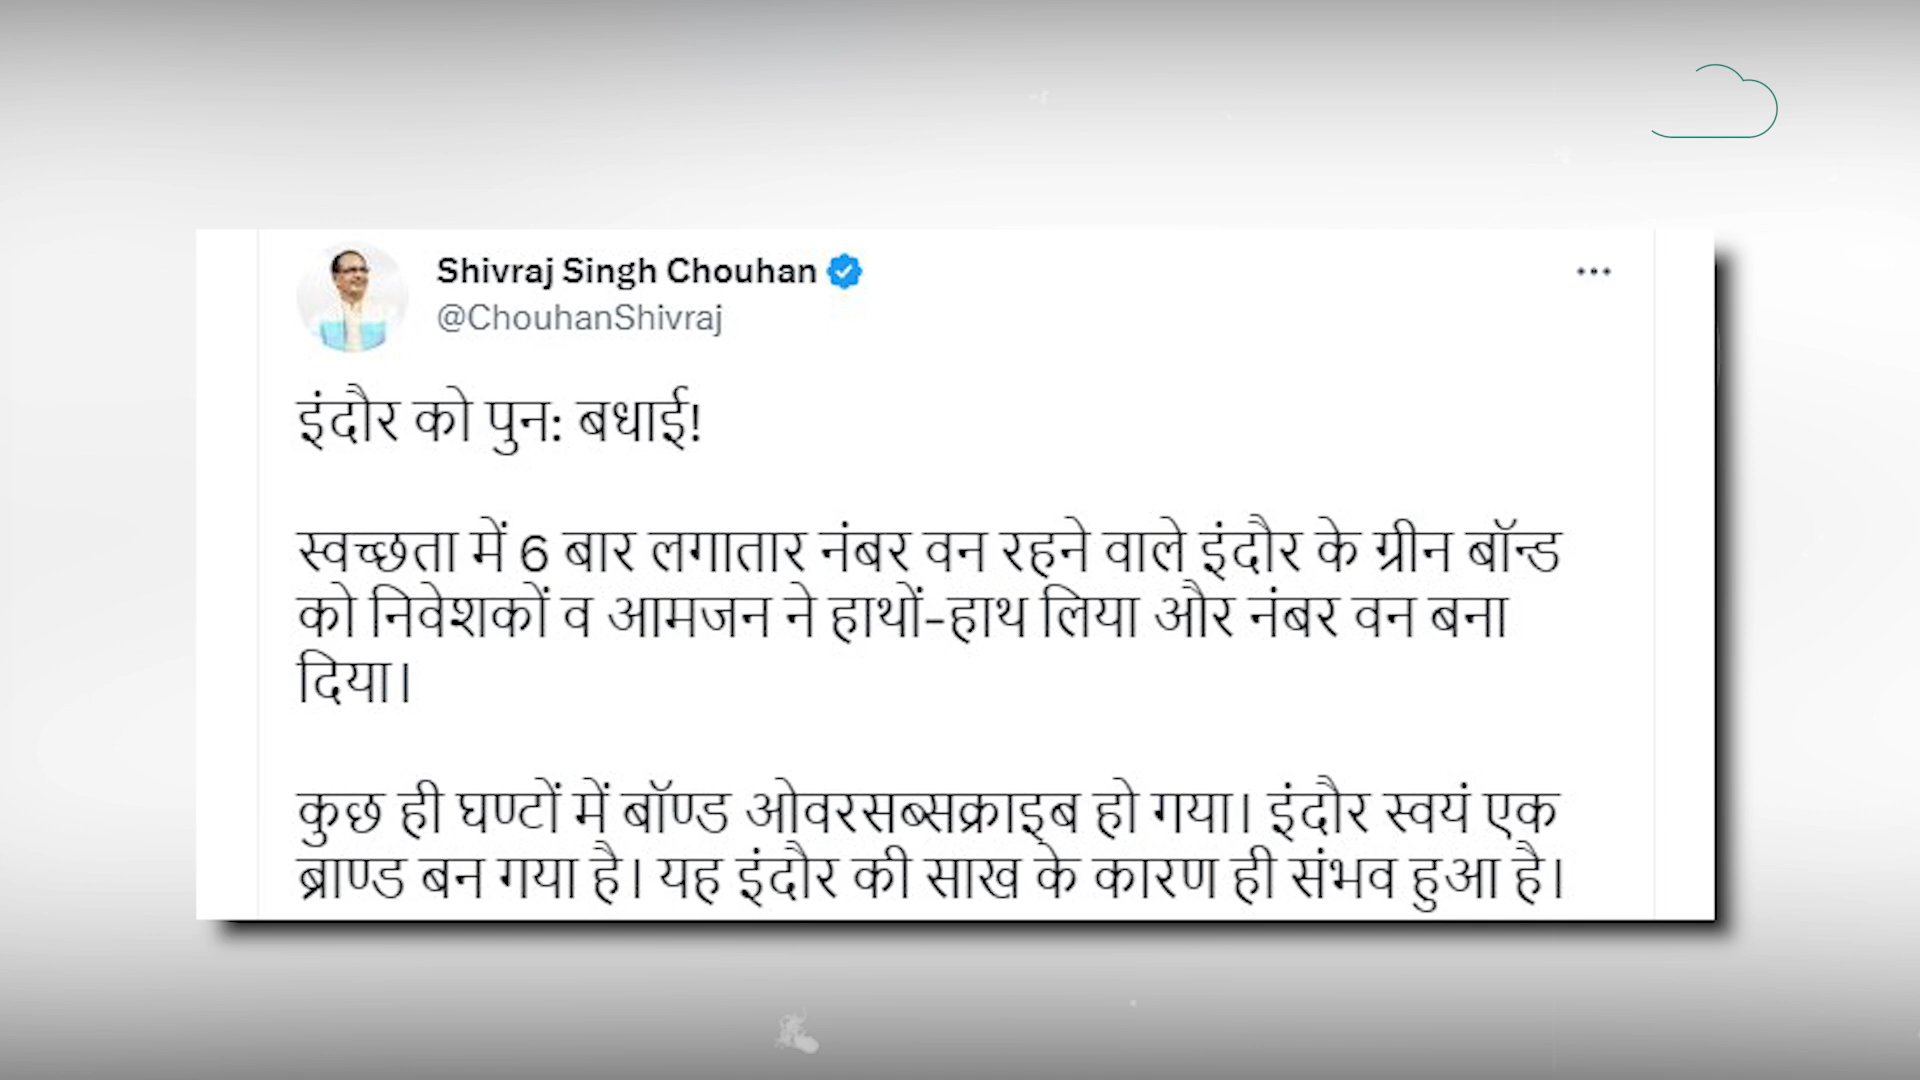 Shivraj Singh Chouhan
@ChouhanShivraj
इंदौर को पुन: बधाई!
स्वच्छता में 6 बार लगातार नंबर वन रहने वाले इंदौर के ग्रीन बॉन्ड
को निवेशकों व आमजन ने हाथों-हाथ लिया और नंबर वन बना
दिया।
कुछ ही घण्टों में बॉण्ड ओवरसब्सक्राइब हो गया। इंदौर स्वयं एक
ब्राण्ड बन गया है। यह इंदौर की साख के कारण ही संभव हुआ है।